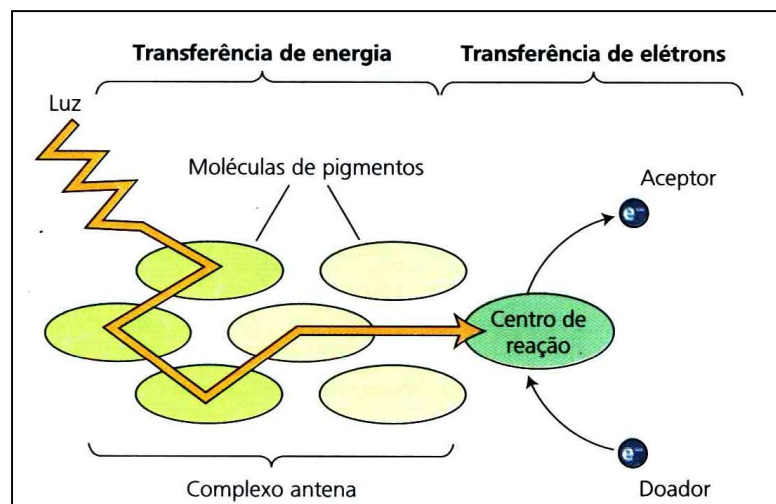 Transferência de energia
Transferência de elétrons
Luz
Moléculas de pigmentos
Aceptor
e⁻
Centro de
reação
e⁻
Complexo antena
Doador